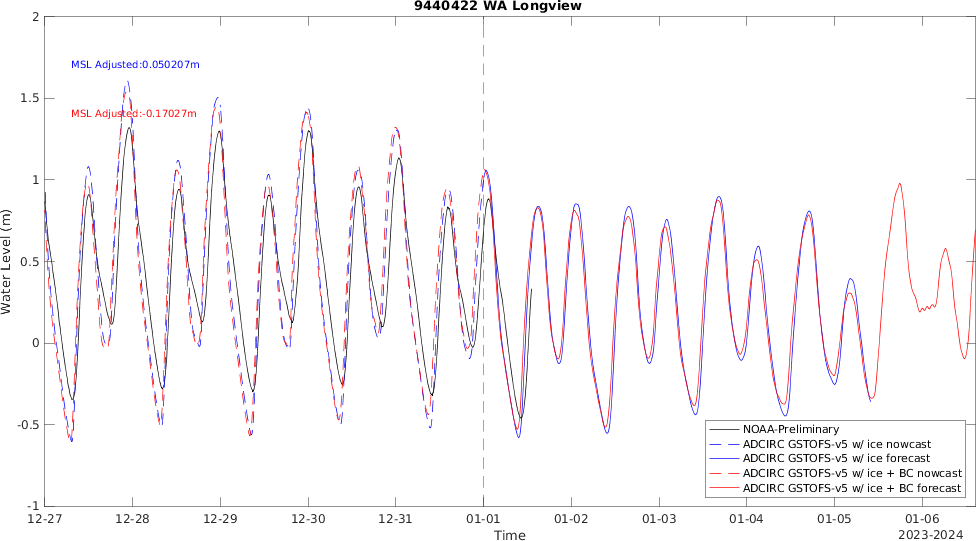 9440422 WA Longview
2
1.5
1
0.5
0
-0.5
-1
Water Level (m)
MSL Adjusted:0.050207m
MSL Adjusted:-0.17027m
NOAA-Preliminary
ADCIRC GSTOFS-v5 w/ ice nowcast
ADCIRC GSTOFS-v5 w/ ice forecast
ADCIRC GSTOFS-v5 w/ ice + BC nowcast
ADCIRC GSTOFS-v5 w/ ice + BC forecast
12-27 12-28 12-29 12-30 12-31 01-01 01-02 01-03 01-04 01-05 01-06
Time
2023-2024